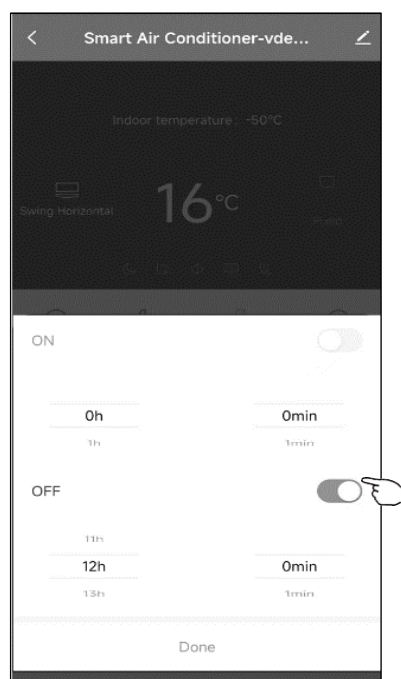 Smart Air Conditioner-vde...
Indoor temperature -50°C
16°C
Swing Horizontal
ON
0h 0min
1h 1min
OFF
11h
12h 0min
13h 1min
Done